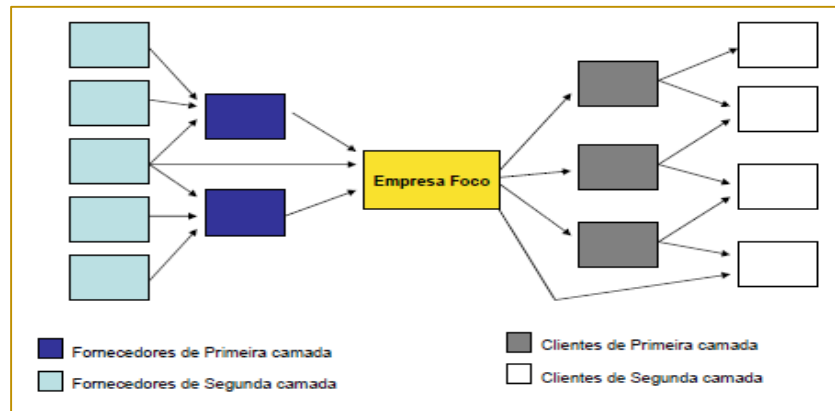 Empresa Foco
Fornecedores de Primeira camada
Fornecedores de Segunda camada
Clientes de Primeira camada
Clientes de Segunda camada